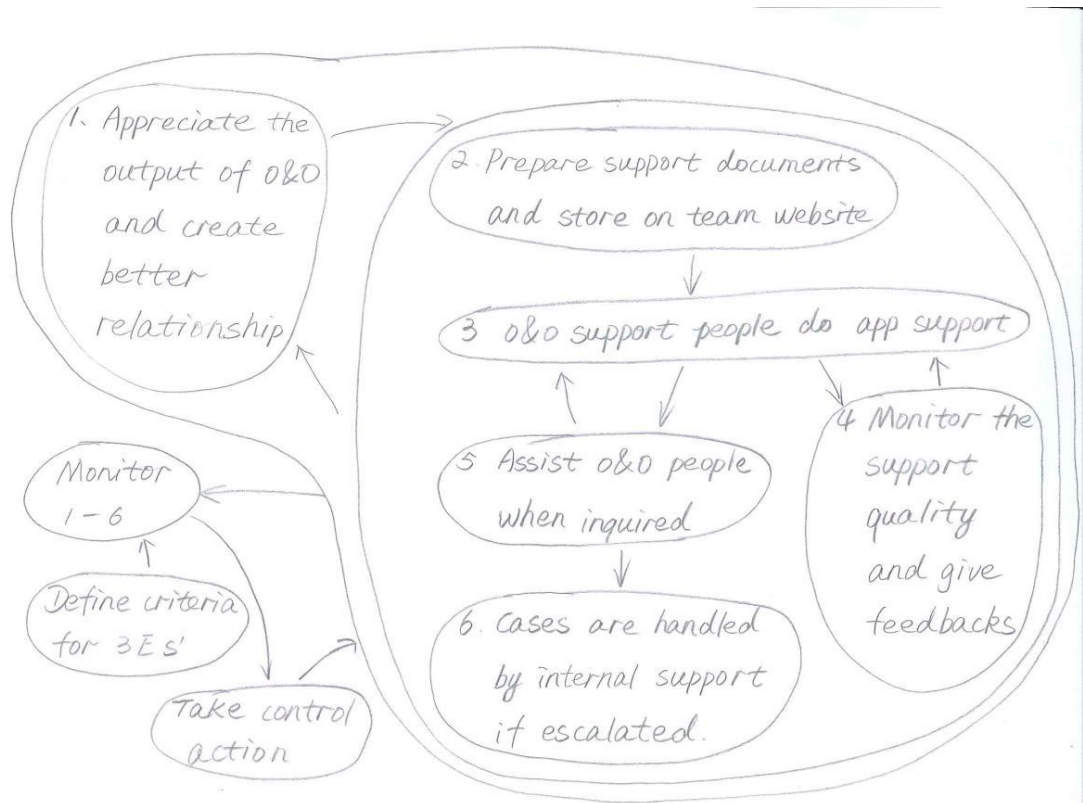 1. Appreciate the
output of O&O
and create
better
relationship
2. Prepare support documents
and store on team website
3 O&O support people do app support
4 Monitor the
support
quality
and give
feedbacks
5 Assist O&O people
when inquired
6. Cases are handled
by internal support
if escalated.
Monitor
1-6
Define criteria
for 3Es'
Take control
action